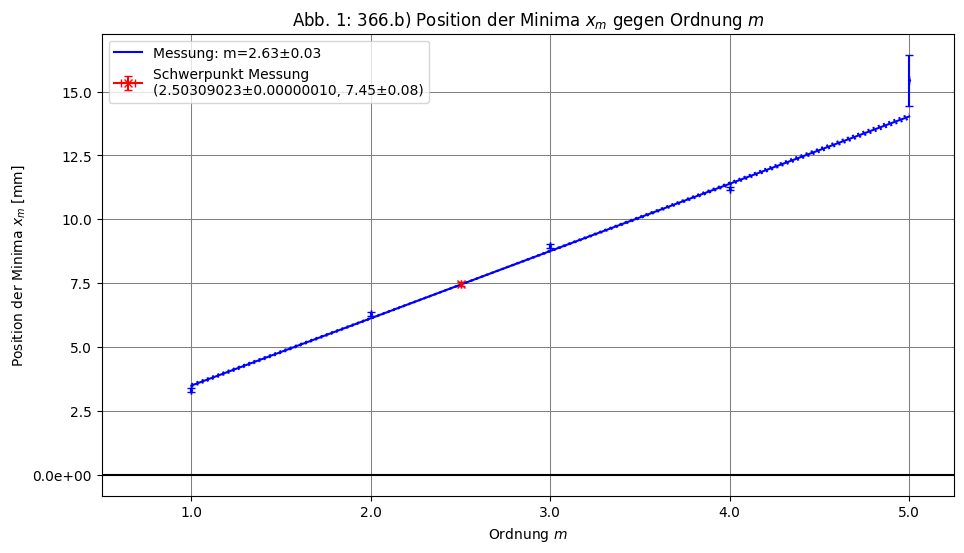 Abb. 1: 366.b) Position der Minima xₘ gegen Ordnung m
Messung: m=2.63±0.03
Schwerpunkt Messung
(2.50309023±0.00000010, 7.45±0.08)
Position der Minima xₘ [mm]
15.0
12.5
10.0
7.5
5.0
2.5
0.0e+00
1.0 2.0 3.0 4.0 5.0
Ordnung m